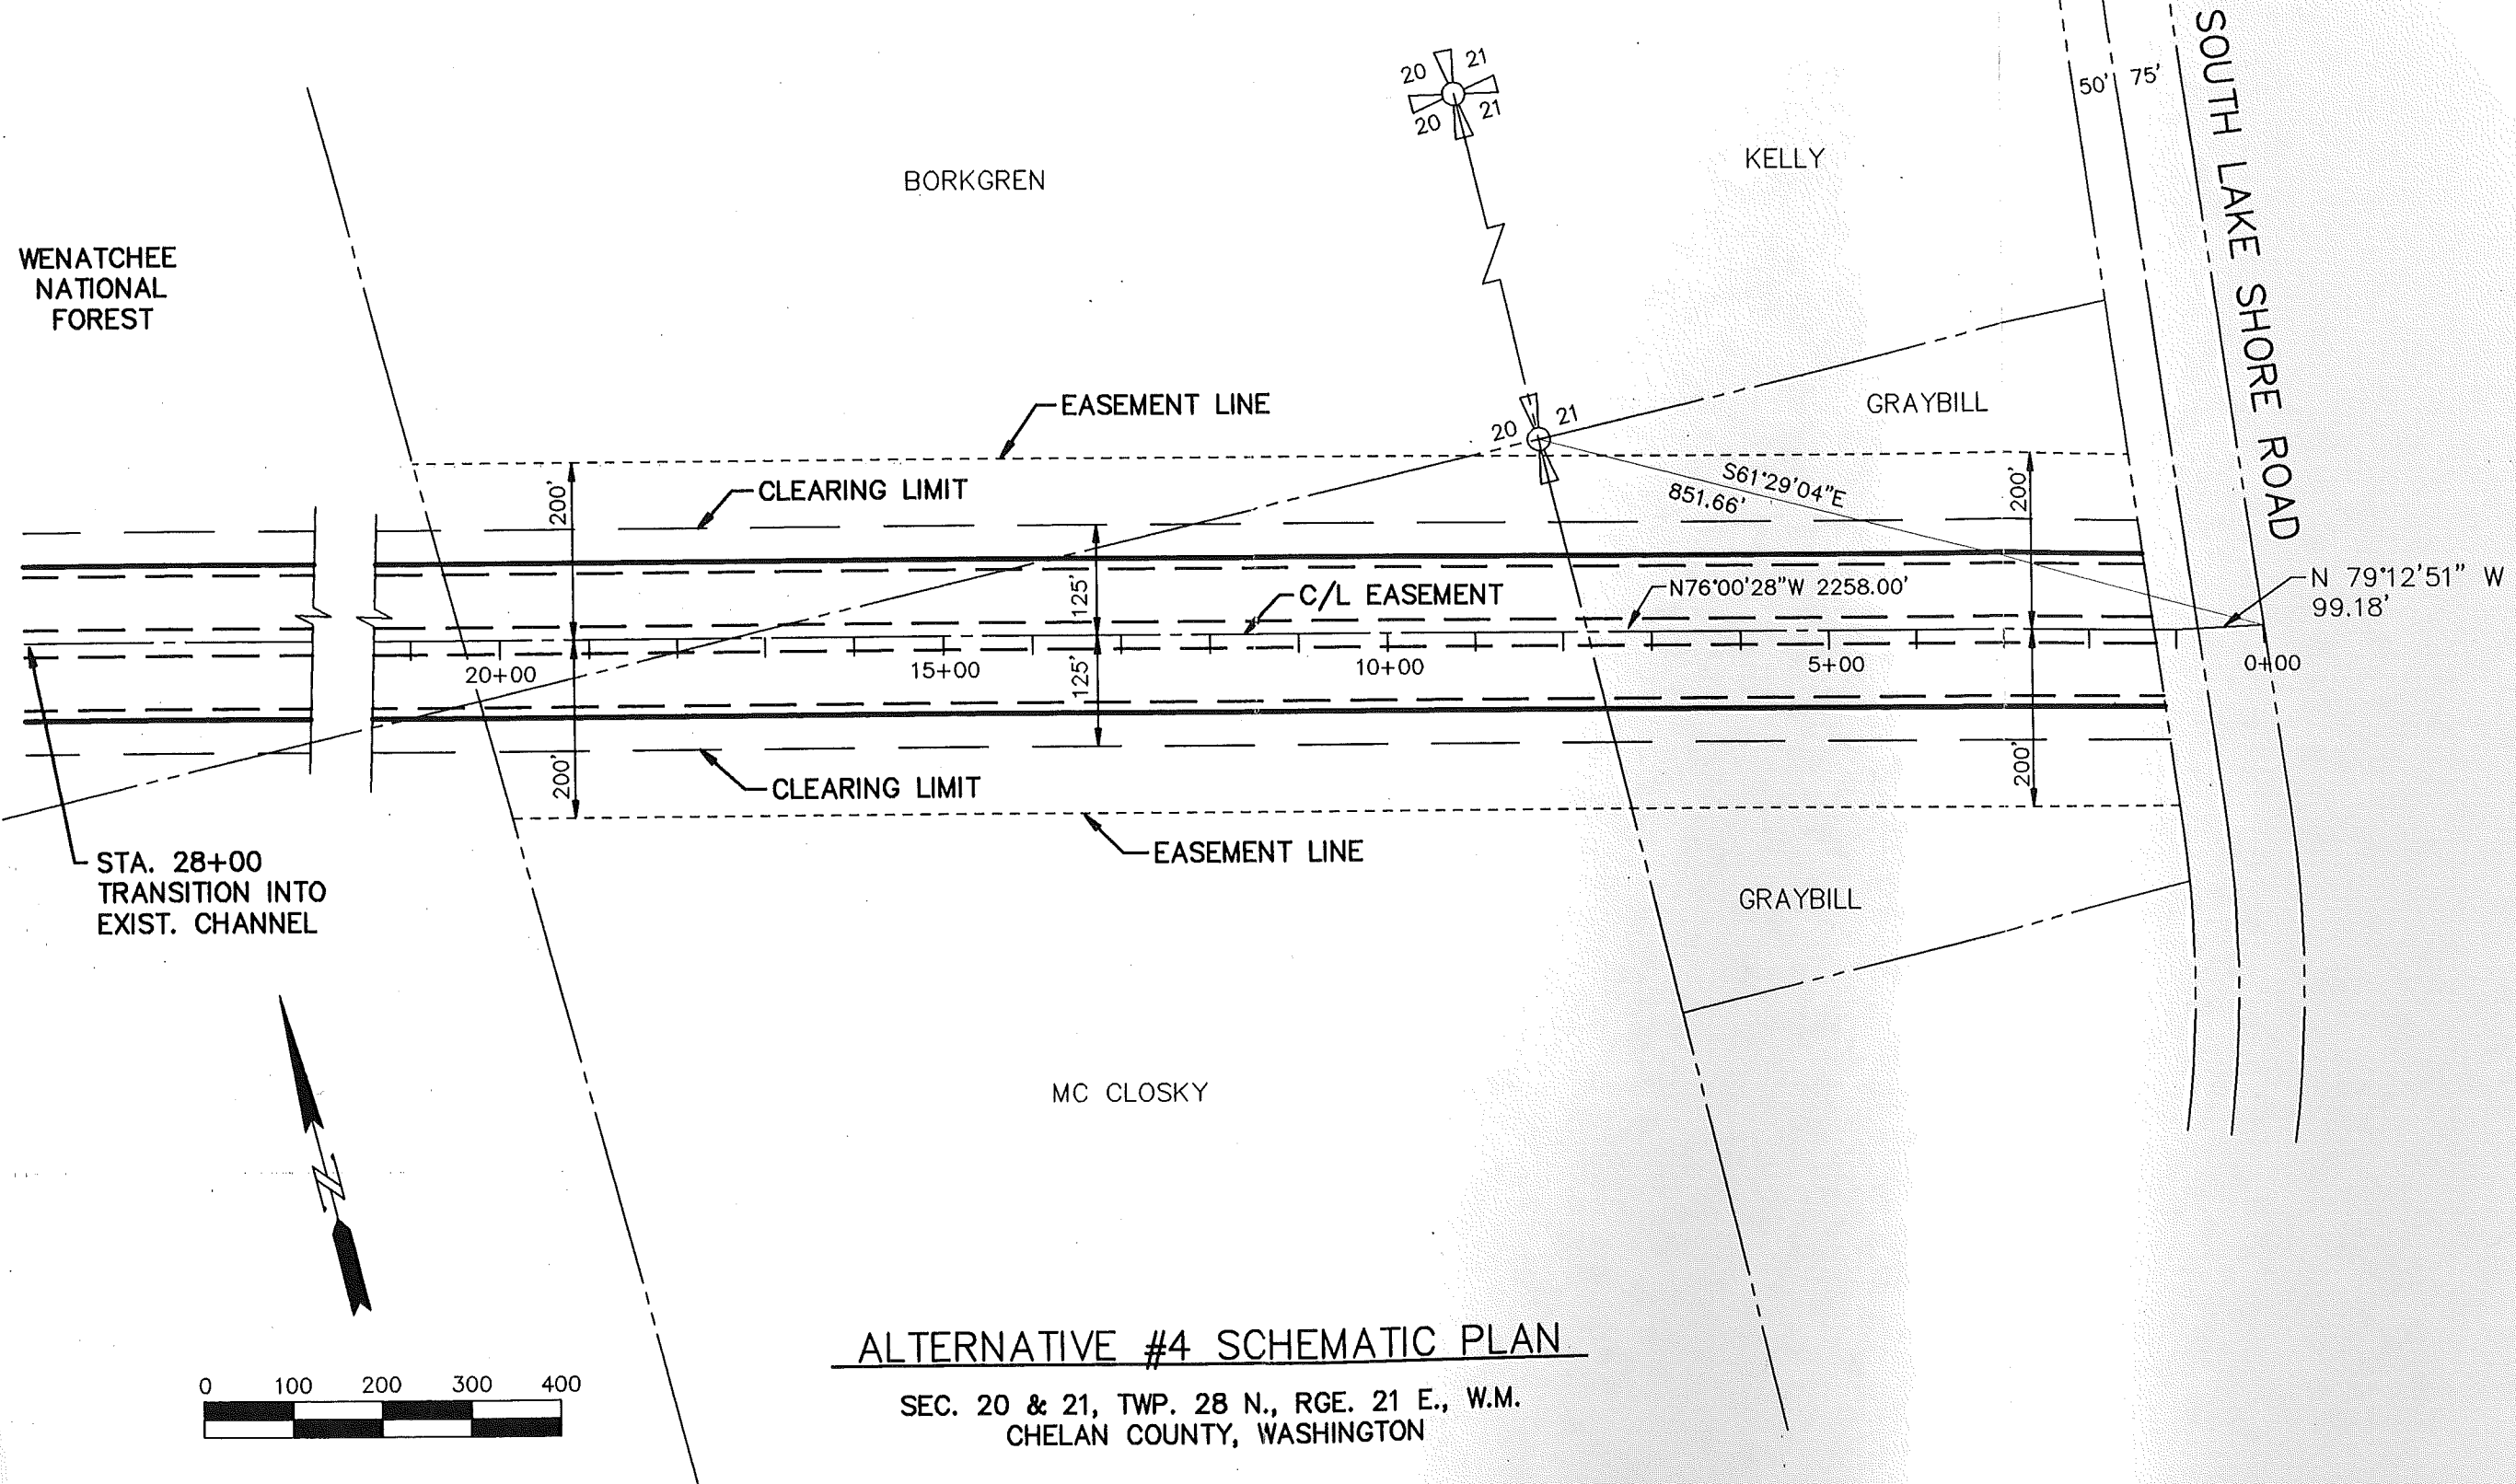 SOUTH LAKE SHORE ROAD
50' 75'
20 21
20 21
BORKGREN
KELLY
WENATCHEE
NATIONAL
FOREST
EASEMENT LINE
GRAYBILL
20 21
CLEARING LIMIT
200'
S61°29'04"E
851.66'
200'
125'
C/L EASEMENT
N76°00'28"W 2258.00'
N 79°12'51" W
99.18'
20+00
15+00
10+00
5+00
0+00
125'
200'
CLEARING LIMIT
200'
EASEMENT LINE
STA. 28+00
TRANSITION INTO
EXIST. CHANNEL
GRAYBILL
MC CLOSKY
N
ALTERNATIVE #4 SCHEMATIC PLAN
0 100 200 300 400
SEC. 20 & 21, TWP. 28 N., RGE. 21 E., W.M.
CHELAN COUNTY, WASHINGTON